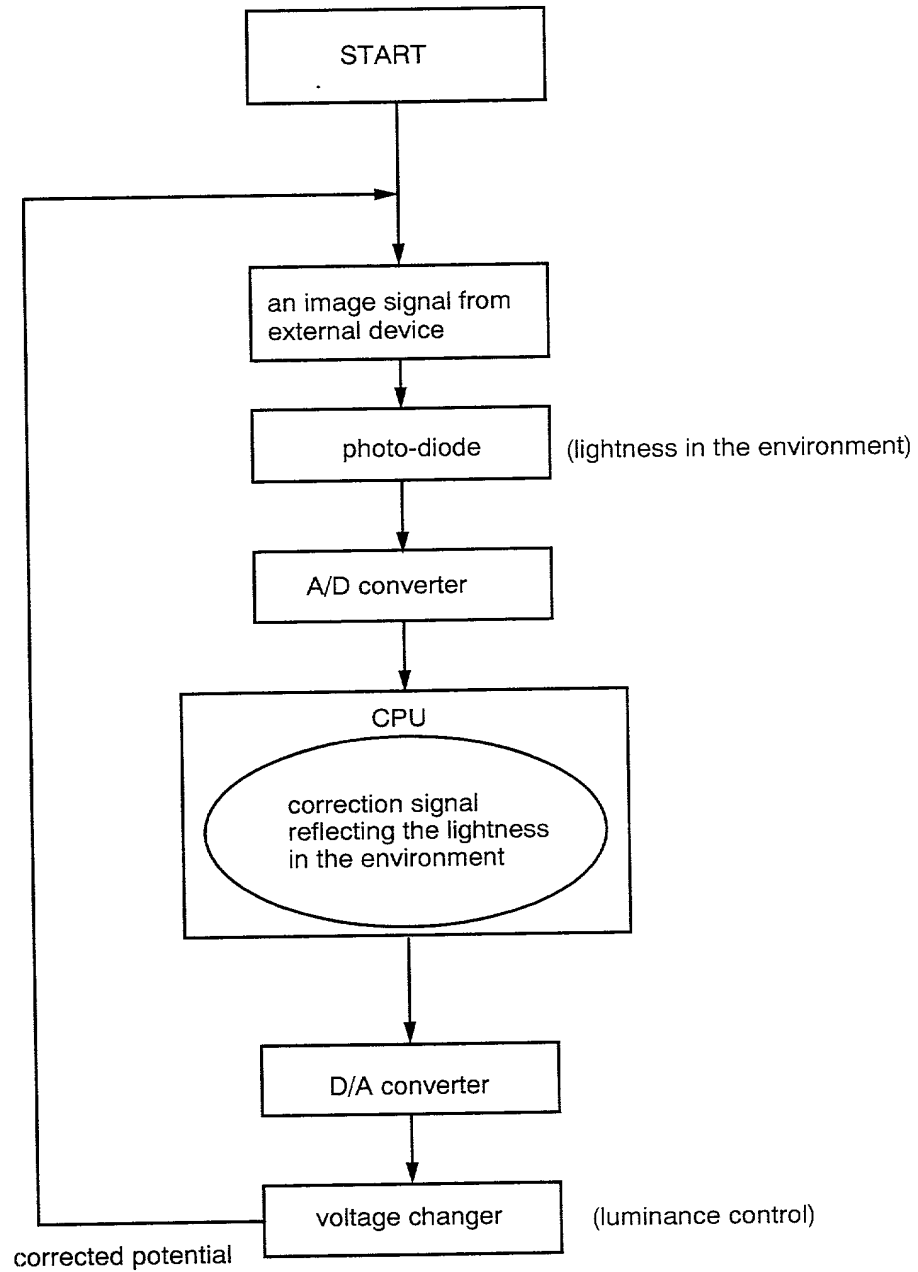 START
an image signal from
external device
photo-diode
(lightness in the environment)
A/D converter
CPU
correction signal
reflecting the lightness
in the environment
D/A converter
voltage changer
(luminance control)
corrected potential